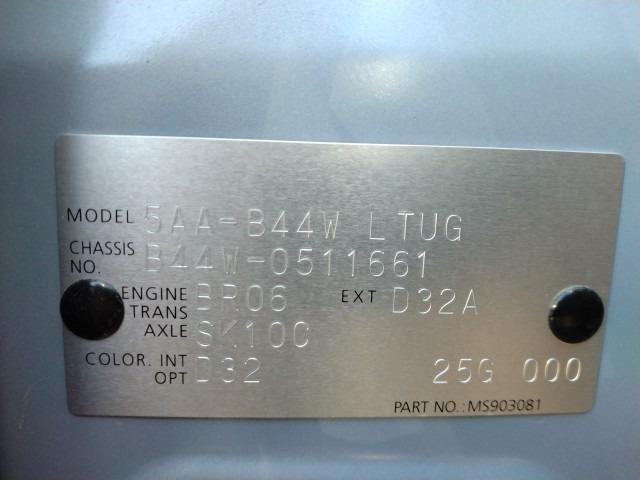 MODEL 5AA-B44W LTUG
CHASSIS NO. B44W-0511661
ENGINE BR06 EXT D32A
TRANS AXLE SK10C
COLOR. INT D32
OPT 25G 000
PART NO.: MS903081